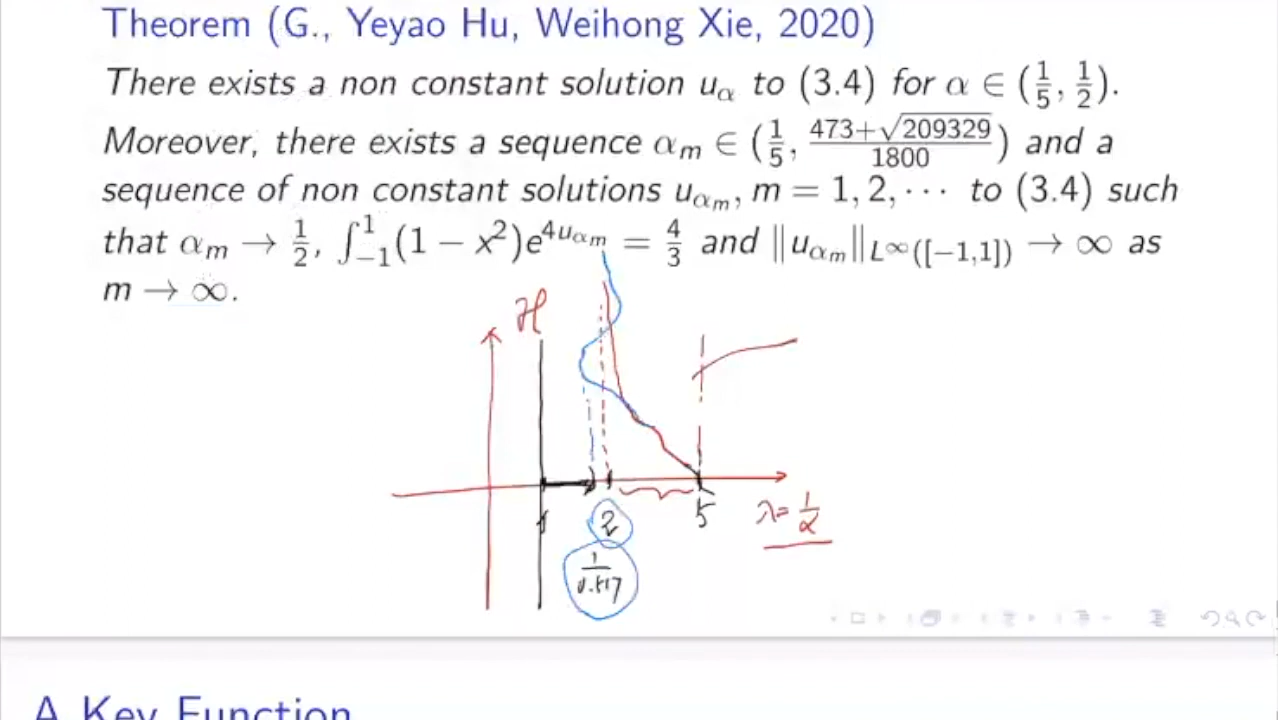 Theorem (G., Yeyao Hu, Weihong Xie, 2020)
There exists a non constant solution u_α to (3.4) for α ∈ (1/5, 1/2).
Moreover, there exists a sequence α_m ∈ (1/5, (473+√209329)/1800) and a
sequence of non constant solutions u_{α_m}, m = 1, 2, ⋯ to (3.4) such
that α_m → 1/2, ∫_{-1}^{1}(1 − x²)e^{4u_{α_m}} = 4/3 and ‖u_{α_m}‖_{L^∞([−1,1])} → ∞ as
m → ∞.
1 2 5 λ = 1/α
1/0.517
A Key Function